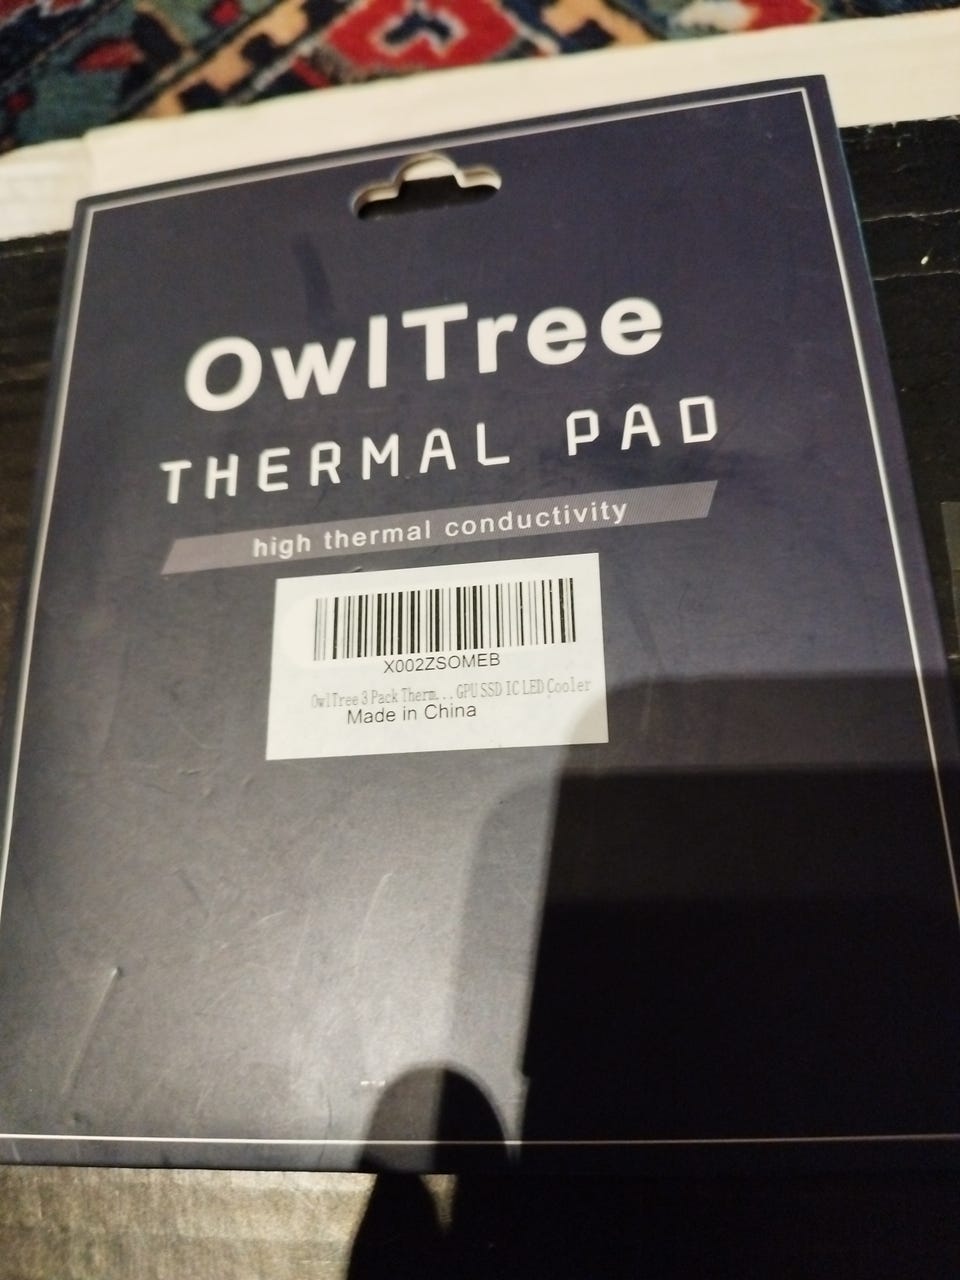 OwlTree
THERMAL PAD
high thermal conductivity
X002ZSOMEB
OwlTree 3 Pack Therm... GPU SSD IC LED Cooler
Made in China